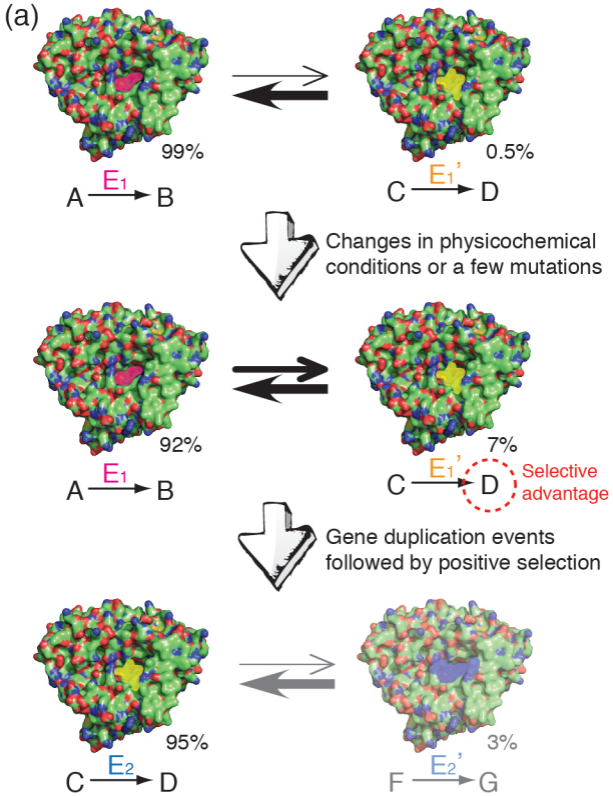 (a)
99%
0.5%
E1
E1’
A B
C D
Changes in physicochemical
conditions or a few mutations
92%
7%
E1
E1’
A B
C D
Selective
advantage
Gene duplication events
followed by positive selection
95%
3%
E2
E2’
C D
F G